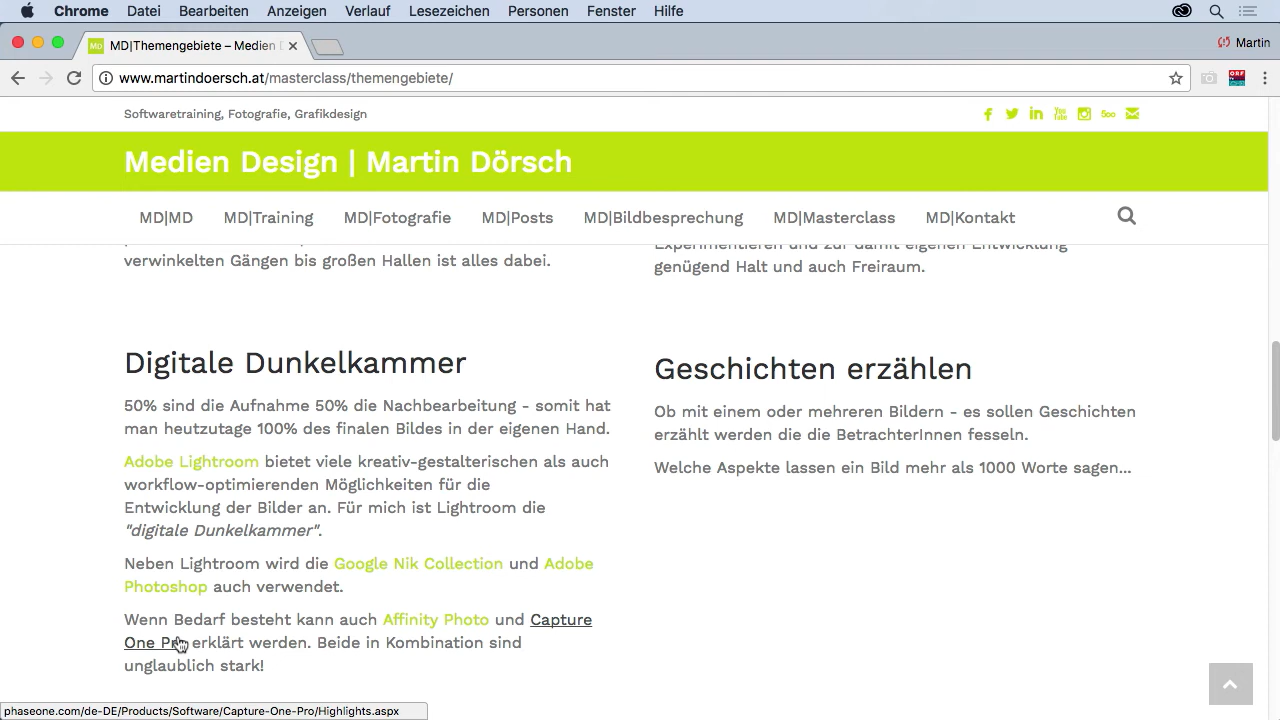 Chrome Datei Bearbeiten Anzeigen Verlauf Lesezeichen Personen Fenster Hilfe
MD|Themengebiete – Medien D
Martin
www.martindoersch.at/masterclass/themengebiete/
ORF
Softwaretraining, Fotografie, Grafikdesign
Medien Design | Martin Dörsch
MD|MD MD|Training MD|Fotografie MD|Posts MD|Bildbesprechung MD|Masterclass MD|Kontakt
verwinkelten Gängen bis großen Hallen ist alles dabei.
Experimentieren und zur damit eigenen Entwicklung
genügend Halt und auch Freiraum.
Digitale Dunkelkammer
50% sind die Aufnahme 50% die Nachbearbeitung - somit hat
man heutzutage 100% des finalen Bildes in der eigenen Hand.
Adobe Lightroom bietet viele kreativ-gestalterischen als auch
workflow-optimierenden Möglichkeiten für die
Entwicklung der Bilder an. Für mich ist Lightroom die
"digitale Dunkelkammer".
Neben Lightroom wird die Google Nik Collection und Adobe
Photoshop auch verwendet.
Wenn Bedarf besteht kann auch Affinity Photo und Capture
One Pro erklärt werden. Beide in Kombination sind
unglaublich stark!
Geschichten erzählen
Ob mit einem oder mehreren Bildern - es sollen Geschichten
erzählt werden die die BetrachterInnen fesseln.
Welche Aspekte lassen ein Bild mehr als 1000 Worte sagen...
phaseone.com/de-DE/Products/Software/Capture-One-Pro/Highlights.aspx